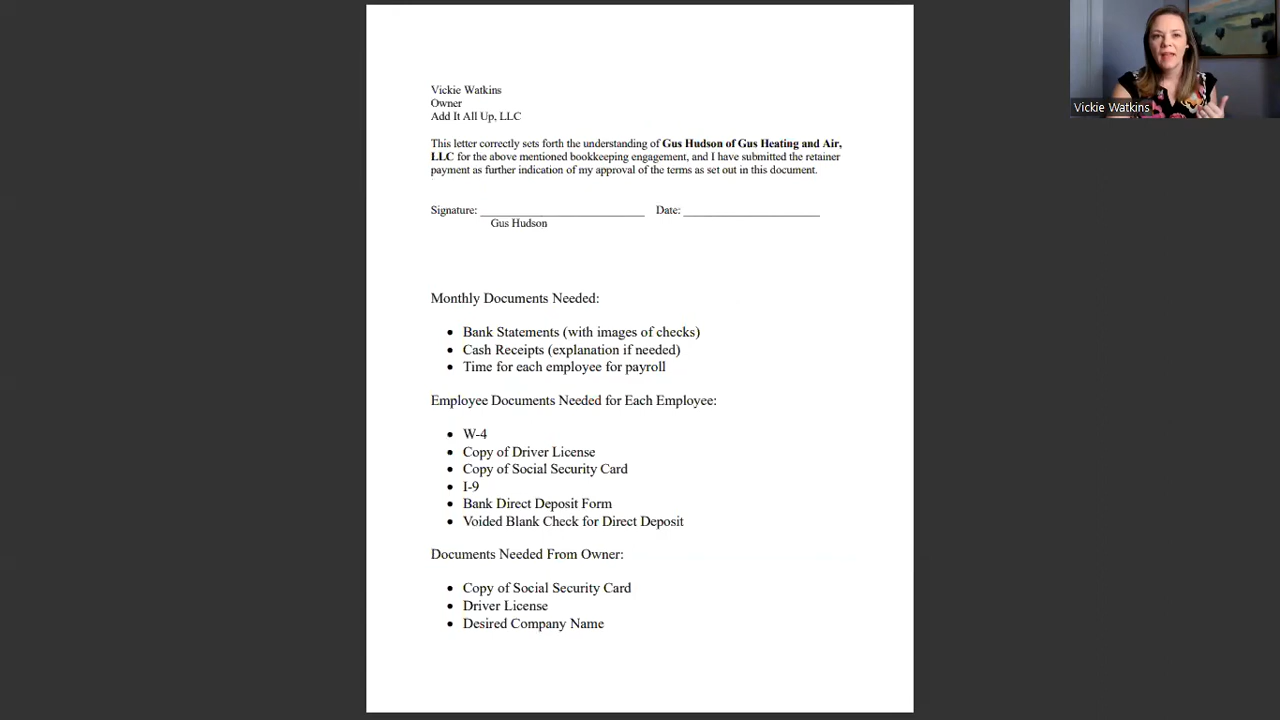 Vickie Watkins
Owner
Add It All Up, LLC
This letter correctly sets forth the understanding of Gus Hudson of Gus Heating and Air,
LLC for the above mentioned bookkeeping engagement, and I have submitted the retainer
payment as further indication of my approval of the terms as set out in this document.
Signature: ____________________________ Date: ________________________
Gus Hudson
Monthly Documents Needed:
• Bank Statements (with images of checks)
• Cash Receipts (explanation if needed)
• Time for each employee for payroll
Employee Documents Needed for Each Employee:
• W-4
• Copy of Driver License
• Copy of Social Security Card
• I-9
• Bank Direct Deposit Form
• Voided Blank Check for Direct Deposit
Documents Needed From Owner:
• Copy of Social Security Card
• Driver License
• Desired Company Name
Vickie Watkins